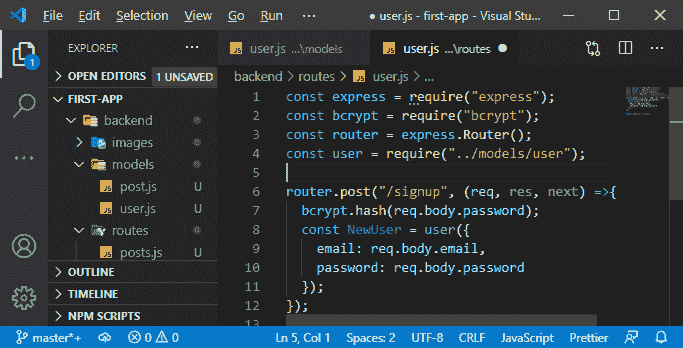 File Edit Selection View Go Run ··· ● user.js - first-app - Visual Stu...
EXPLORER ···
OPEN EDITORS 1 UNSAVED
FIRST-APP
backend
images
models
post.js U
user.js U
routes
posts.js U
OUTLINE
TIMELINE
NPM SCRIPTS
1
user.js ...\models
user.js ...\routes ●
backend > routes > user.js > ...
1 const express = require("express");
2 const bcrypt = require("bcrypt");
3 const router = express.Router();
4 const user = require("../models/user");
5
6 router.post("/signup", (req, res, next) =>{
7 bcrypt.hash(req.body.password);
8 const NewUser = user({
9 email: req.body.email,
10 password: req.body.password
11 });
12 });
13
master*+ 0 0 Ln 5, Col 1 Spaces: 2 UTF-8 CRLF JavaScript Prettier